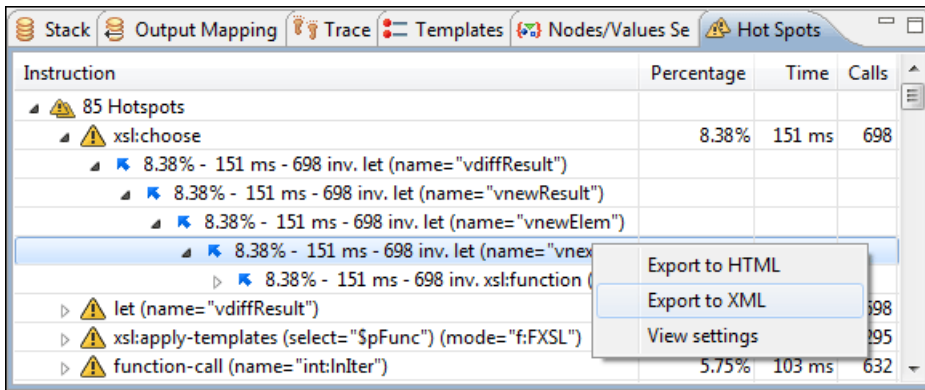 Stack Output Mapping Trace Templates Nodes/Values Se Hot Spots
Instruction Percentage Time Calls
85 Hotspots
xsl:choose 8.38% 151 ms 698
8.38% - 151 ms - 698 inv. let (name="vdiffResult")
8.38% - 151 ms - 698 inv. let (name="vnewResult")
8.38% - 151 ms - 698 inv. let (name="vnewElem")
8.38% - 151 ms - 698 inv. let (name="vnex
8.38% - 151 ms - 698 inv. xsl:function (
let (name="vdiffResult") 598
xsl:apply-templates (select="$pFunc") (mode="f:FXSL") 295
function-call (name="int:InIter") 5.75% 103 ms 632
Export to HTML
Export to XML
View settings